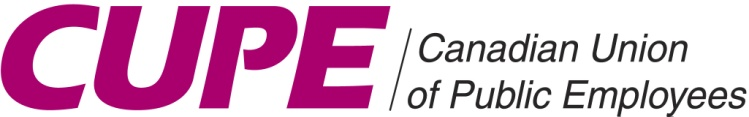 CUPE
Canadian Union
of Public Employees